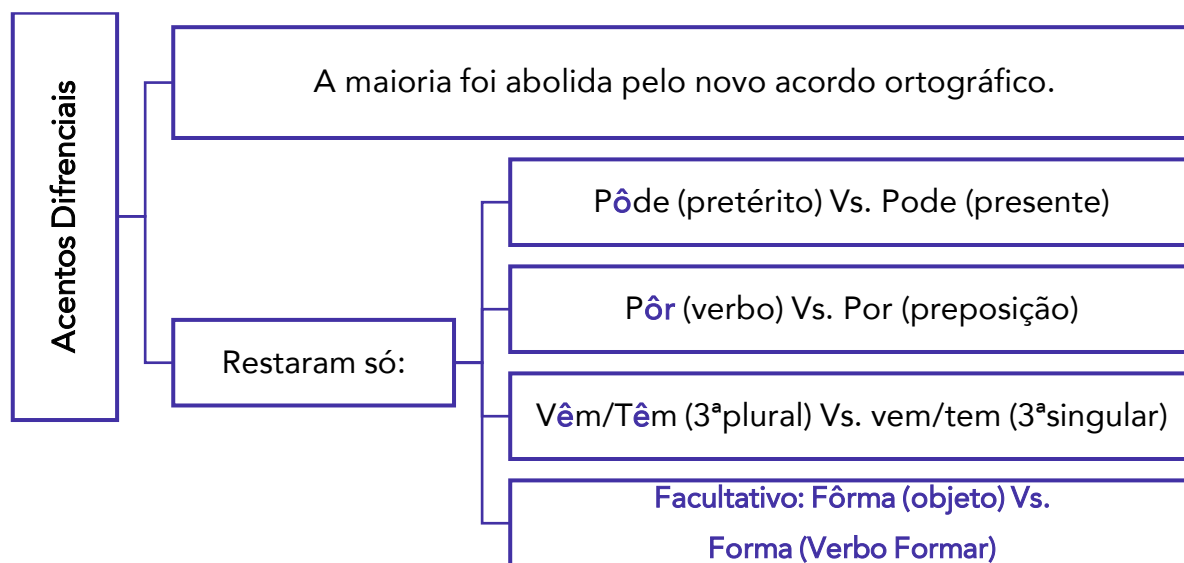 Acentos Difrenciais
A maioria foi abolida pelo novo acordo ortográfico.
Restaram só:
Pôde (pretérito) Vs. Pode (presente)
Pôr (verbo) Vs. Por (preposição)
Vêm/Têm (3ªplural) Vs. vem/tem (3ªsingular)
Facultativo: Fôrma (objeto) Vs.
Forma (Verbo Formar)